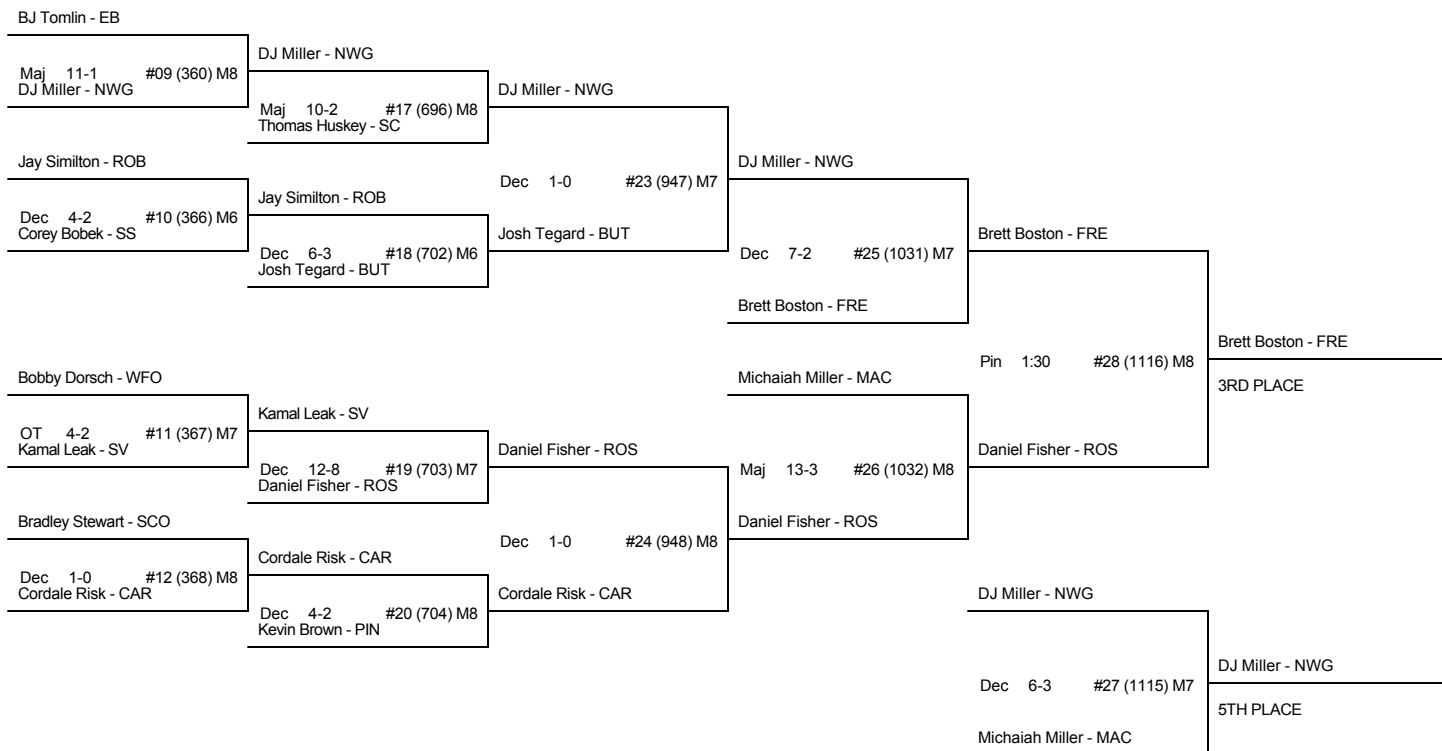 BJ Tomlin - EB
Maj 11-1 #09 (360) M8
DJ Miller - NWG
Jay Similton - ROB
Dec 4-2 #10 (366) M6
Corey Bobek - SS
Bobby Dorsch - WFO
OT 4-2 #11 (367) M7
Kamal Leak - SV
Bradley Stewart - SCO
Dec 1-0 #12 (368) M8
Cordale Risk - CAR
DJ Miller - NWG
Maj 10-2 #17 (696) M8
Thomas Huskey - SC
Jay Similton - ROB
Dec 6-3 #18 (702) M6
Josh Tegard - BUT
Kamal Leak - SV
Dec 12-8 #19 (703) M7
Daniel Fisher - ROS
Cordale Risk - CAR
Dec 4-2 #20 (704) M8
Kevin Brown - PIN
DJ Miller - NWG
Dec 1-0 #23 (947) M7
Josh Tegard - BUT
Daniel Fisher - ROS
Dec 1-0 #24 (948) M8
Cordale Risk - CAR
DJ Miller - NWG
Dec 7-2 #25 (1031) M7
Brett Boston - FRE
Michaiah Miller - MAC
Maj 13-3 #26 (1032) M8
Daniel Fisher - ROS
Brett Boston - FRE
Pin 1:30 #28 (1116) M8
Daniel Fisher - ROS
DJ Miller - NWG
Dec 6-3 #27 (1115) M7
Michaiah Miller - MAC
Brett Boston - FRE
3RD PLACE
DJ Miller - NWG
5TH PLACE